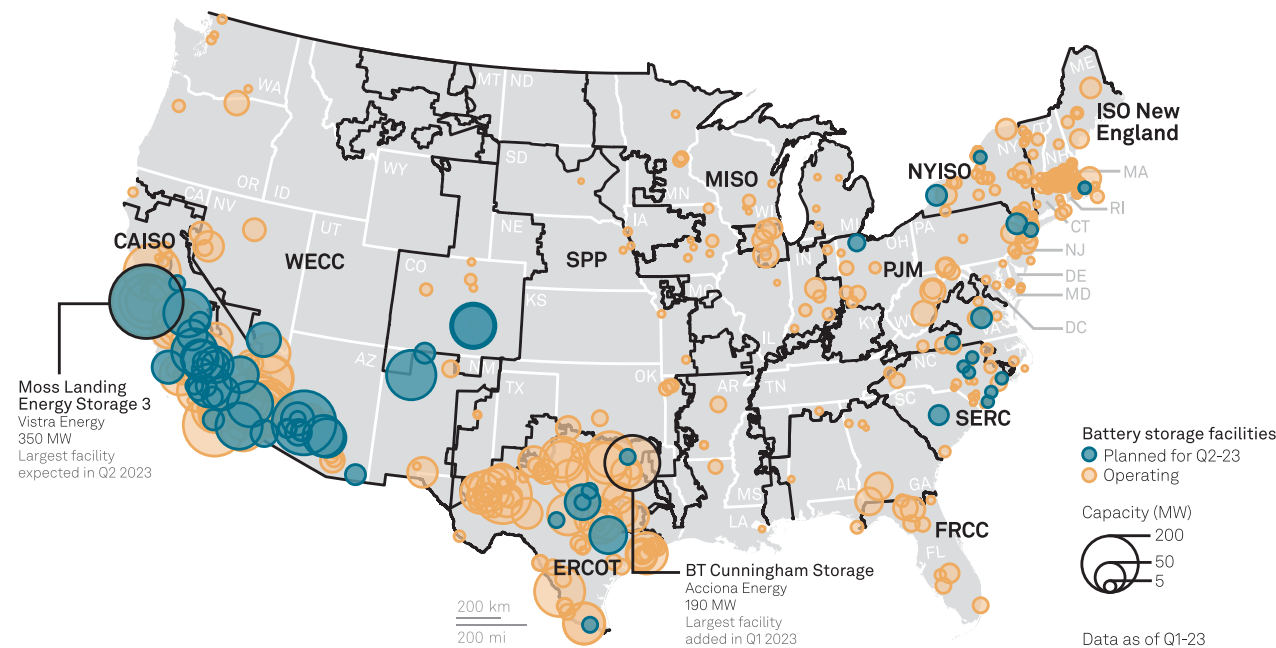 WA
MT
ND
ME
ISO New
England
OR
ID
WY
SD
MN
WI
MI
NY
NH
MA
RI
CT
NYISO
MISO
CA
NV
UT
CO
NE
IA
IN
OH
PA
NJ
DE
MD
DC
CAISO
WECC
SPP
PJM
KS
MO
IL
KY
WV
VA
AZ
NM
OK
TX
AR
TN
NC
SC
SERC
MS
AL
GA
LA
FL
FRCC
ERCOT
Moss Landing
Energy Storage 3
Vistra Energy
350 MW
Largest facility
expected in Q2 2023
BT Cunningham Storage
Acciona Energy
190 MW
Largest facility
added in Q1 2023
200 km
200 mi
Battery storage facilities
Planned for Q2-23
Operating
Capacity (MW)
200
50
5
Data as of Q1-23